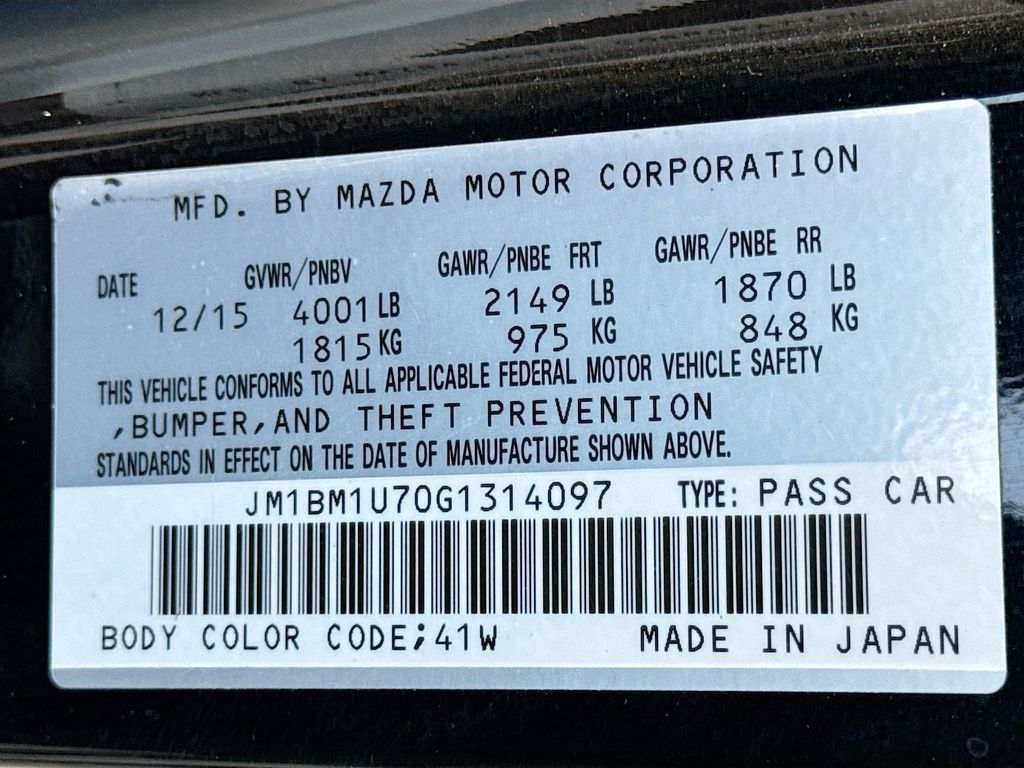 MFD. BY MAZDA MOTOR CORPORATION
DATE GVWR/PNBV GAWR/PNBE FRT GAWR/PNBE RR
12/15 4001 LB 2149 LB 1870 LB
1815 KG 975 KG 848 KG
THIS VEHICLE CONFORMS TO ALL APPLICABLE FEDERAL MOTOR VEHICLE SAFETY
,BUMPER,AND THEFT PREVENTION
STANDARDS IN EFFECT ON THE DATE OF MANUFACTURE SHOWN ABOVE.
JM1BM1U70G1314097 TYPE: PASS CAR
BODY COLOR CODE;41W MADE IN JAPAN